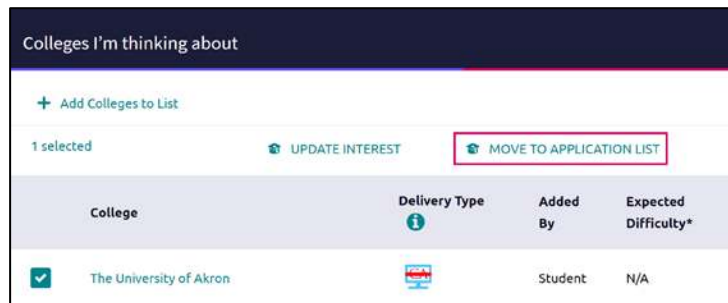 Colleges I'm thinking about
+ Add Colleges to List
1 selected UPDATE INTEREST MOVE TO APPLICATION LIST
College Delivery Type Added By Expected Difficulty*
The University of Akron CA Student N/A